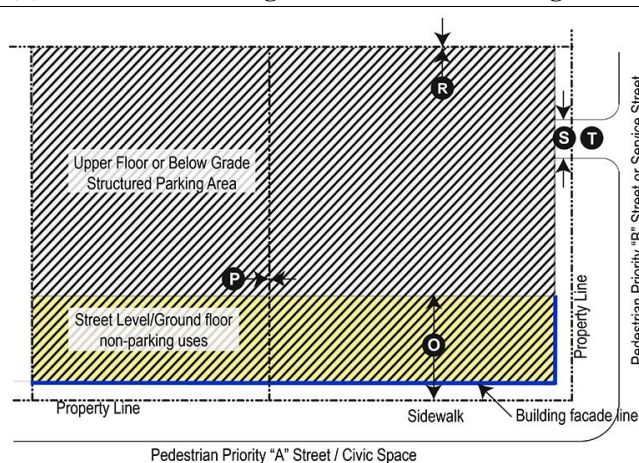 R
S T
Upper Floor or Below Grade
Structured Parking Area
P
Street Level/Ground floor
non-parking uses
O
Property Line
Property Line
Sidewalk
Building facade line
Pedestrian Priority "A" Street / Civic Space
Pedestrian Priority "B" Street or Service Street